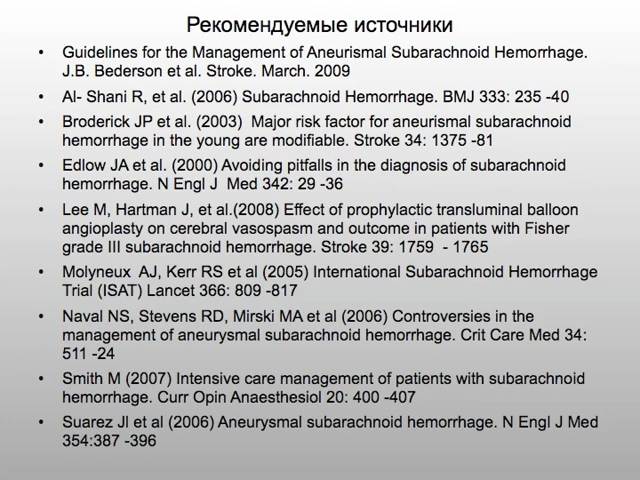 Рекомендуемые источники
• Guidelines for the Management of Aneurismal Subarachnoid Hemorrhage.
J.B. Bederson et al. Stroke. March. 2009
• Al- Shani R, et al. (2006) Subarachnoid Hemorrhage. BMJ 333: 235 -40
• Broderick JP et al. (2003)  Major risk factor for aneurismal subarachnoid
hemorrhage in the young are modifiable. Stroke 34: 1375 -81
• Edlow JA et al. (2000) Avoiding pitfalls in the diagnosis of subarachnoid
hemorrhage. N Engl J  Med 342: 29 -36
• Lee M, Hartman J, et al.(2008) Effect of prophylactic transluminal balloon
angioplasty on cerebral vasospasm and outcome in patients with Fisher
grade III subarachnoid hemorrhage. Stroke 39: 1759  - 1765
• Molyneux  AJ, Kerr RS et al (2005) International Subarachnoid Hemorrhage
Trial (ISAT) Lancet 366: 809 -817
• Naval NS, Stevens RD, Mirski MA et al (2006) Controversies in the
management of aneurysmal subarachnoid hemorrhage. Crit Care Med 34:
511 -24
• Smith M (2007) Intensive care management of patients with subarachnoid
hemorrhage. Curr Opin Anaesthesiol 20: 400 -407
• Suarez JI et al (2006) Aneurysmal subarachnoid hemorrhage. N Engl J Med
354:387 -396